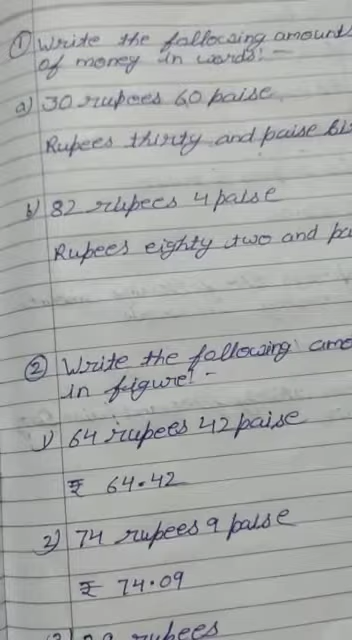 ① Write the following amounts
of money in words:-
a) 30 rupees 60 paise
Rupees thirty and paise
b) 82 rupees 4 paise
Rupees eighty two and
② Write the following
in figure:-
1) 64 rupees 42 paise
₹ 64.42
2) 74 rupees 9 paise
₹ 74.09
rupees